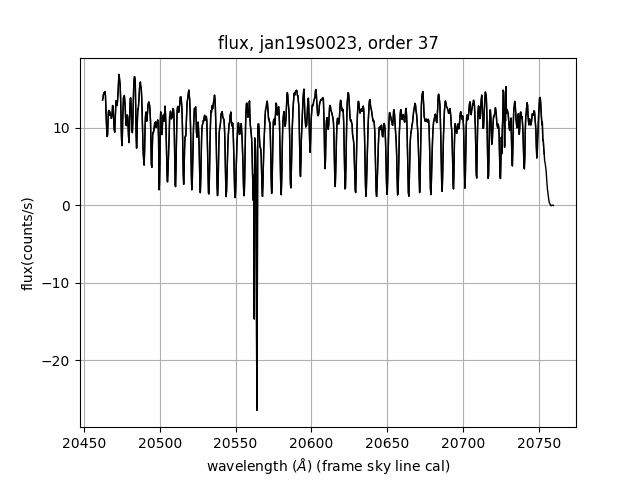 flux, jan19s0023, order 37
10
0
−10
−20
flux(counts/s)
20450 20500 20550 20600 20650 20700 20750
wavelength (Å) (frame sky line cal)